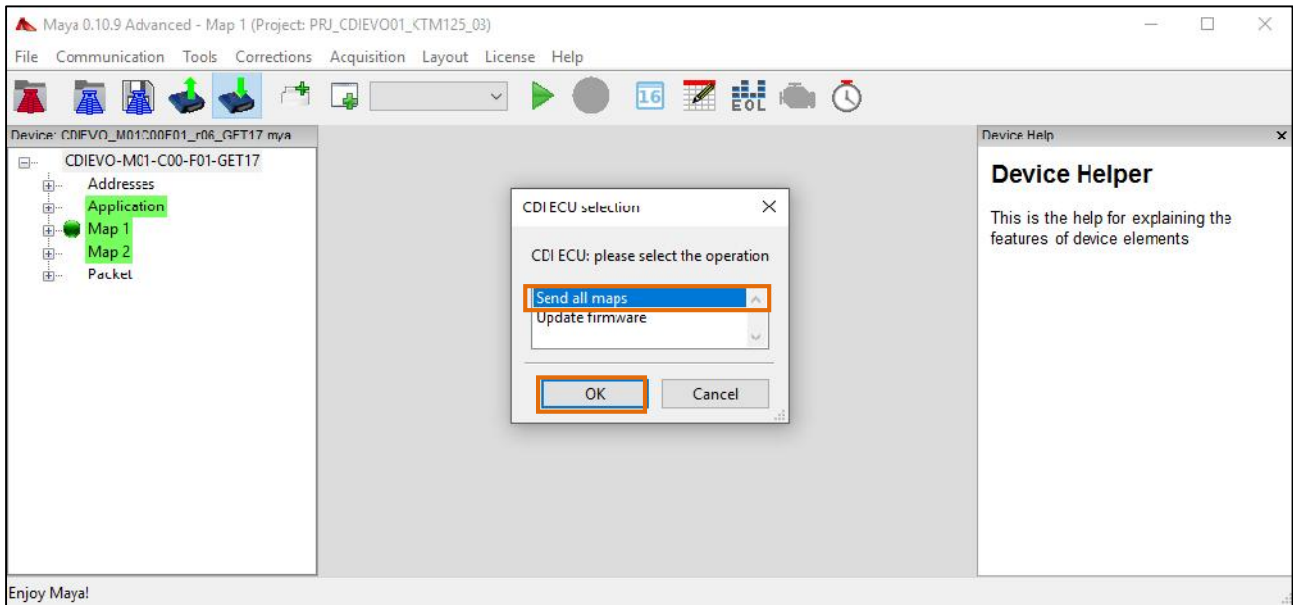 Maya 0.10.9 Advanced - Map 1 (Project: PRJ_CDIEVO01_KTM125_03)
File Communication Tools Corrections Acquisition Layout License Help
16
EOL
Device: CDIEVO_M01C00F01_r06_GET17.mya
CDIEVO-M01-C00-F01-GET17
Addresses
Application
Map 1
Map 2
Packet
CDI ECU selection
CDI ECU: please select the operation
Send all maps
Update firmware
OK Cancel
Device Help
Device Helper
This is the help for explaining the
features of device elements
Enjoy Maya!